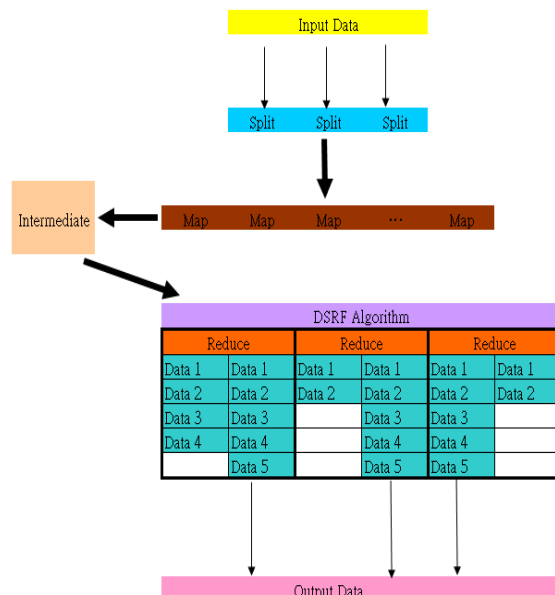 Input Data
Split Split Split
Intermediate
Map Map Map ... Map
DSRF Algorithm
Reduce Reduce Reduce
Data 1 Data 1 Data 1 Data 1 Data 1 Data 1
Data 2 Data 2 Data 2 Data 2 Data 2 Data 2
Data 3 Data 3 Data 3 Data 3
Data 4 Data 4 Data 4 Data 4
Data 5 Data 5 Data 5
Output Data